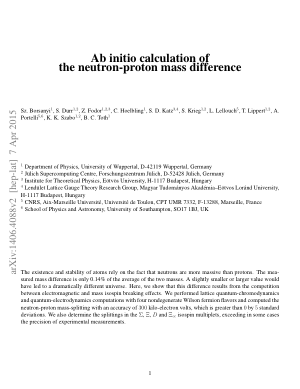 Ab initio calculation of
the neutron-proton mass difference
Sz. Borsanyi¹, S. Durr¹·², Z. Fodor¹·²·³, C. Hoelbling¹, S. D. Katz³·⁴, S. Krieg¹·², L. Lellouch⁵, T. Lippert¹·², A.
Portelli⁵·⁶, K. K. Szabo¹·², B. C. Toth¹
¹ Department of Physics, University of Wuppertal, D-42119 Wuppertal, Germany
² Jülich Supercomputing Centre, Forschungszentrum Jülich, D-52428 Jülich, Germany
³ Institute for Theoretical Physics, Eötvös University, H-1117 Budapest, Hungary
⁴ Lendület Lattice Gauge Theory Research Group, Magyar Tudományos Akadémia–Eötvös Loránd University,
H-1117 Budapest, Hungary
⁵ CNRS, Aix-Marseille Université, Université de Toulon, CPT UMR 7332, F-13288, Marseille, France
⁶ School of Physics and Astronomy, University of Southampton, SO17 1BJ, UK
arXiv:1406.4088v2 [hep-lat] 7 Apr 2015
The existence and stability of atoms rely on the fact that neutrons are more massive than protons. The mea-
sured mass difference is only 0.14% of the average of the two masses. A slightly smaller or larger value
would have led to a dramatically different universe. Here, we show that this difference results from the competition
between electromagnetic and mass isospin breaking effects. We performed lattice quantum-chromodynamics
and quantum-electrodynamics computations with four nondegenerate Wilson fermion flavors and computed the
neutron-proton mass-splitting with an accuracy of 300 kilo-electron volts, which is greater than 0 by 5 standard
deviations. We also determine the splittings in the Σ, Ξ, D and Ξcc isospin multiplets, exceeding in some cases
the precision of experimental measurements.
1